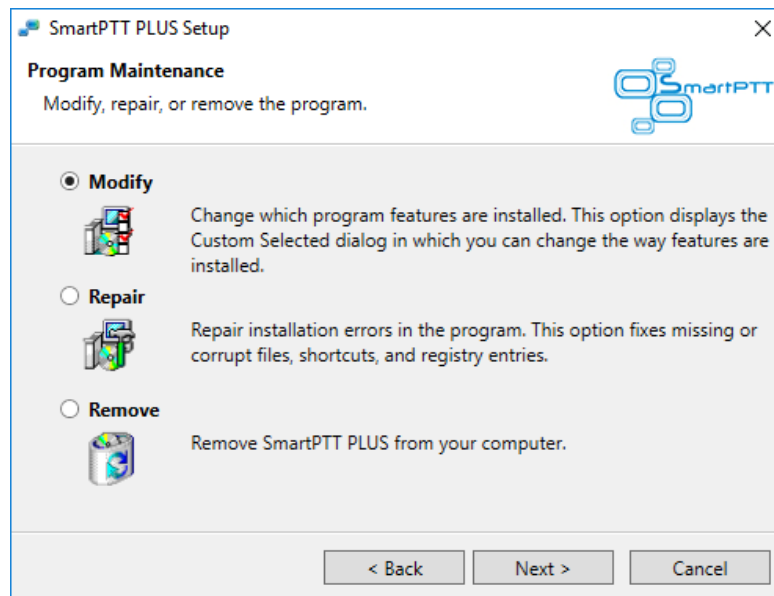 SmartPTT PLUS Setup
Program Maintenance
Modify, repair, or remove the program.
SmartPTT
Modify
Change which program features are installed. This option displays the
Custom Selected dialog in which you can change the way features are
installed.
Repair
Repair installation errors in the program. This option fixes missing or
corrupt files, shortcuts, and registry entries.
Remove
Remove SmartPTT PLUS from your computer.
< Back
Next >
Cancel